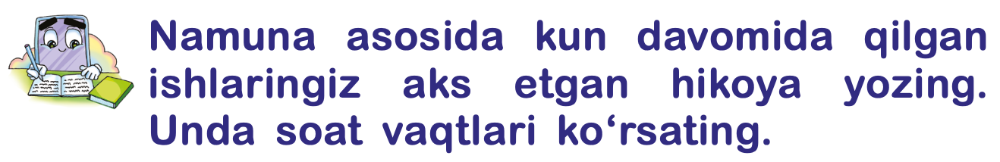 Namuna asosida kun davomida qilgan
ishlaringiz aks etgan hikoya yozing.
Unda soat vaqtlari ko‘rsating.